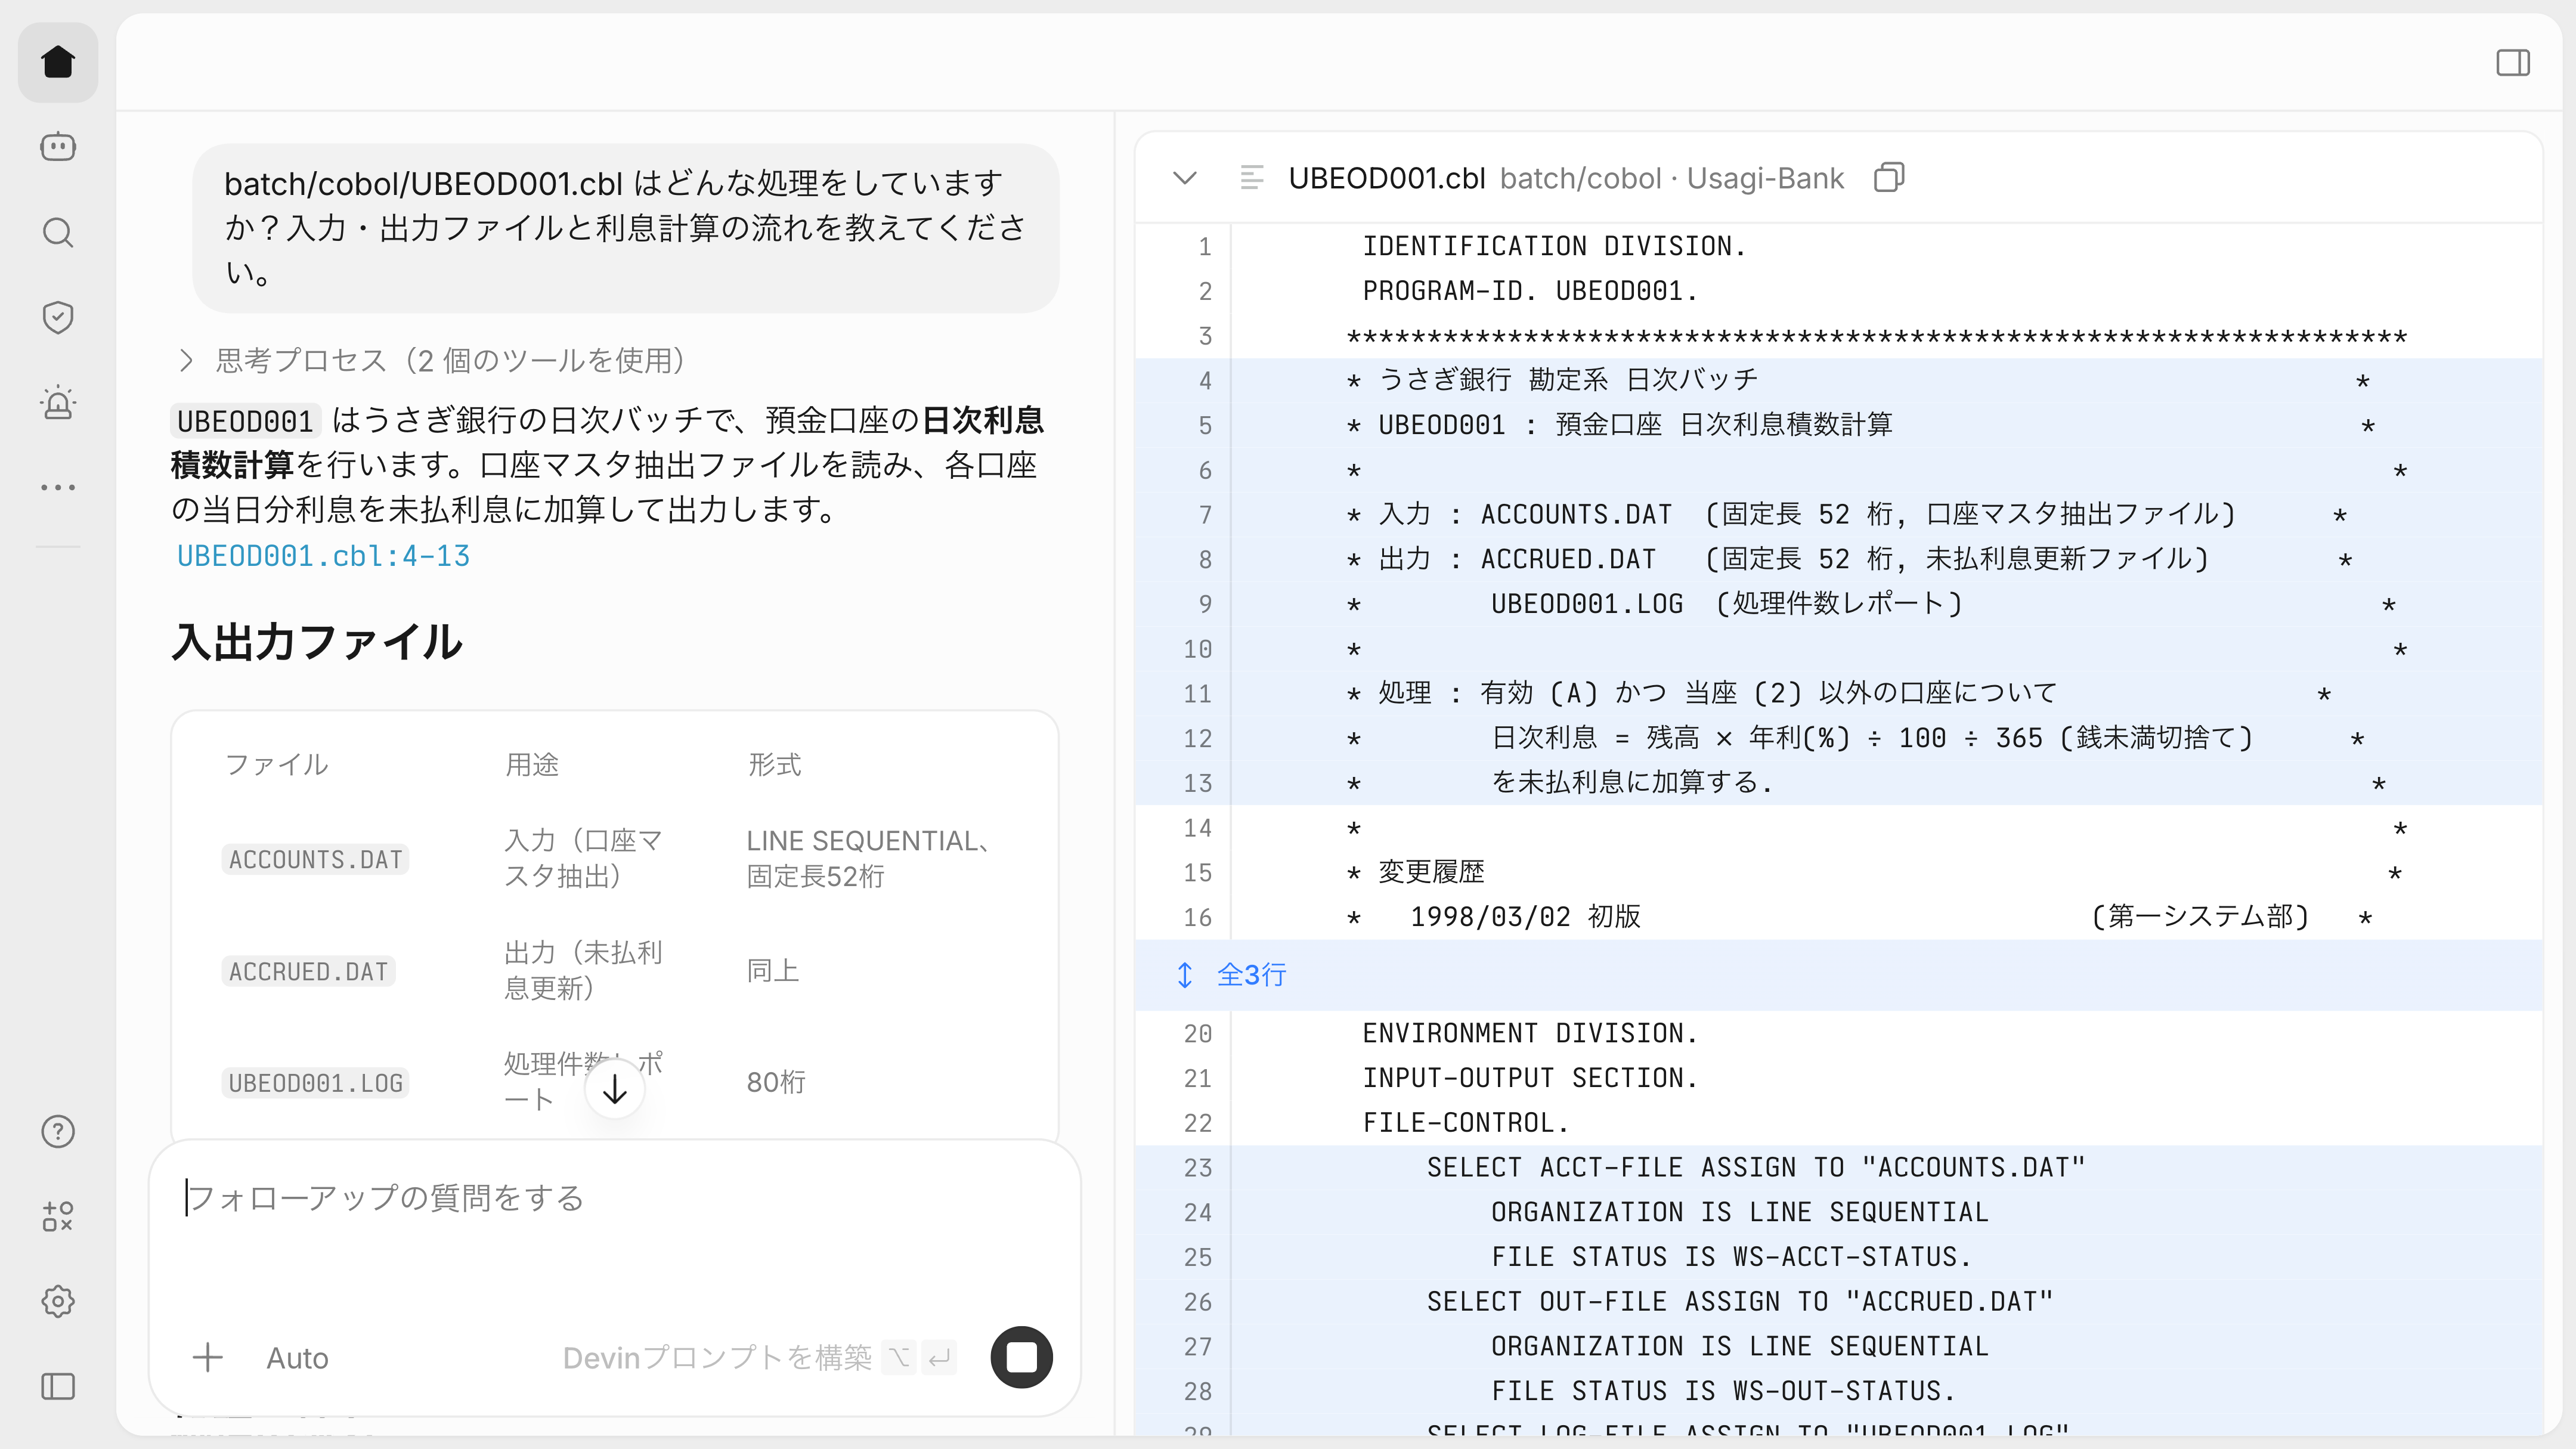 batch/cobol/UBEOD001.cbl はどんな処理をしています
か？入力・出力ファイルと利息計算の流れを教えてくださ
い。
思考プロセス（2 個のツールを使用）
UBEOD001 はうさぎ銀行の日次バッチで、預金口座の日次利息
積数計算を行います。口座マスタ抽出ファイルを読み、各口座
の当日分利息を未払利息に加算して出力します。
UBEOD001.cbl:4-13
入出力ファイル
ファイル 用途 形式
ACCOUNTS.DAT 入力（口座マスタ抽出） LINE SEQUENTIAL、固定長52桁
ACCRUED.DAT 出力（未払利息更新） 同上
UBEOD001.LOG 処理件数レポート 80桁
フォローアップの質問をする
Auto
Devinプロンプトを構築 ⌥ ↵
UBEOD001.cbl batch/cobol · Usagi-Bank
1 IDENTIFICATION DIVISION.
2 PROGRAM-ID. UBEOD001.
3 ******************************************************************
4 * うさぎ銀行 勘定系 日次バッチ *
5 * UBEOD001 : 預金口座 日次利息積数計算 *
6 * *
7 * 入力 : ACCOUNTS.DAT (固定長 52 桁, 口座マスタ抽出ファイル) *
8 * 出力 : ACCRUED.DAT (固定長 52 桁, 未払利息更新ファイル) *
9 * UBEOD001.LOG (処理件数レポート) *
10 * *
11 * 処理 : 有効 (A) かつ 当座 (2) 以外の口座について *
12 * 日次利息 = 残高 × 年利(%) ÷ 100 ÷ 365 (銭未満切捨て) *
13 * を未払利息に加算する. *
14 * *
15 * 変更履歴 *
16 * 1998/03/02 初版 (第一システム部) *
全3行
20 ENVIRONMENT DIVISION.
21 INPUT-OUTPUT SECTION.
22 FILE-CONTROL.
23 SELECT ACCT-FILE ASSIGN TO "ACCOUNTS.DAT"
24 ORGANIZATION IS LINE SEQUENTIAL
25 FILE STATUS IS WS-ACCT-STATUS.
26 SELECT OUT-FILE ASSIGN TO "ACCRUED.DAT"
27 ORGANIZATION IS LINE SEQUENTIAL
28 FILE STATUS IS WS-OUT-STATUS.
29 SELECT LOG-FILE ASSIGN TO "UBEOD001.LOG"